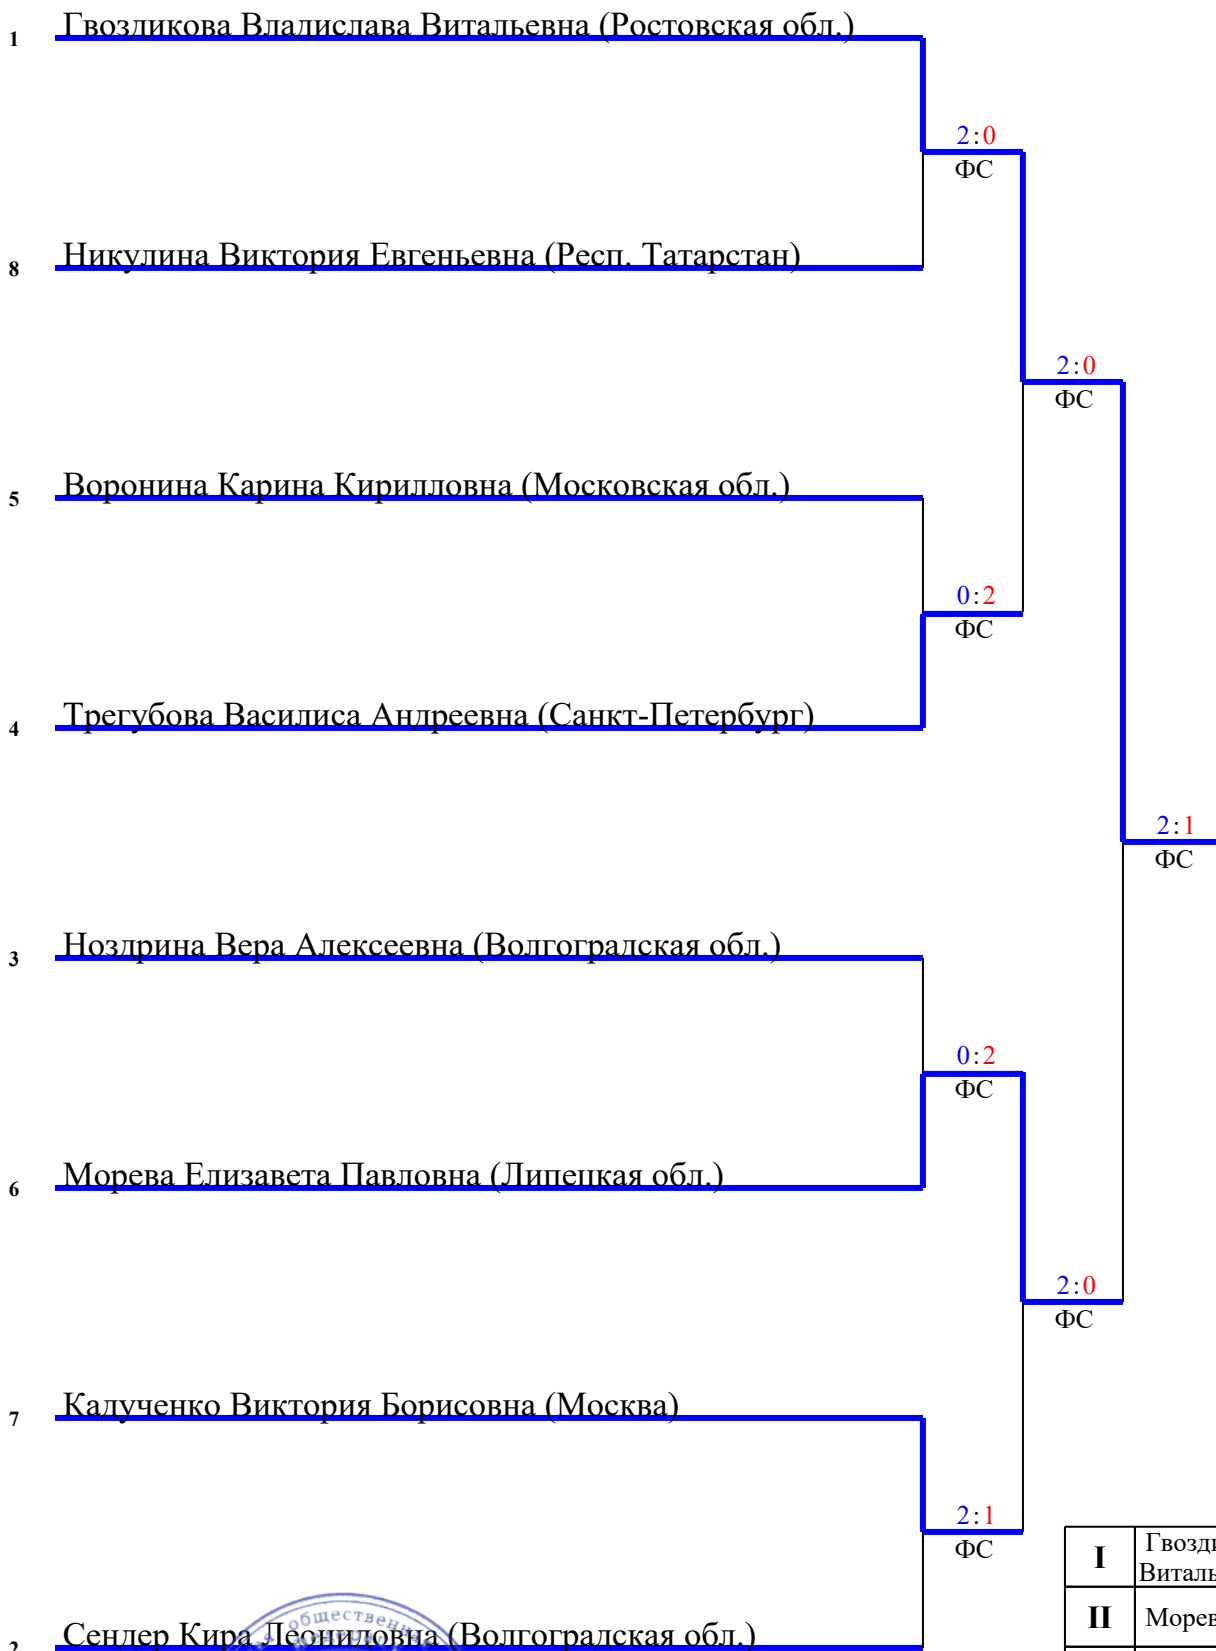 Гвоздикова Владислава Витальевна (Ростовская обл.)
1
2:0
ФС
Никулина Виктория Евгеньевна (Респ. Татарстан)
8
2:0
ФС
Воронина Карина Кирилловна (Московская обл.)
5
0:2
ФС
Трегубова Василиса Андреевна (Санкт-Петербург)
4
2:1
ФС
Ноздрина Вера Алексеевна (Волгоградская обл.)
3
0:2
ФС
Морева Елизавета Павловна (Липецкая обл.)
6
2:0
ФС
Кадученко Виктория Борисовна (Москва)
7
2:1
ФС
I
II Морев
Сендер Кира Леонидовна (Волгоградская обл.)
2
общественная